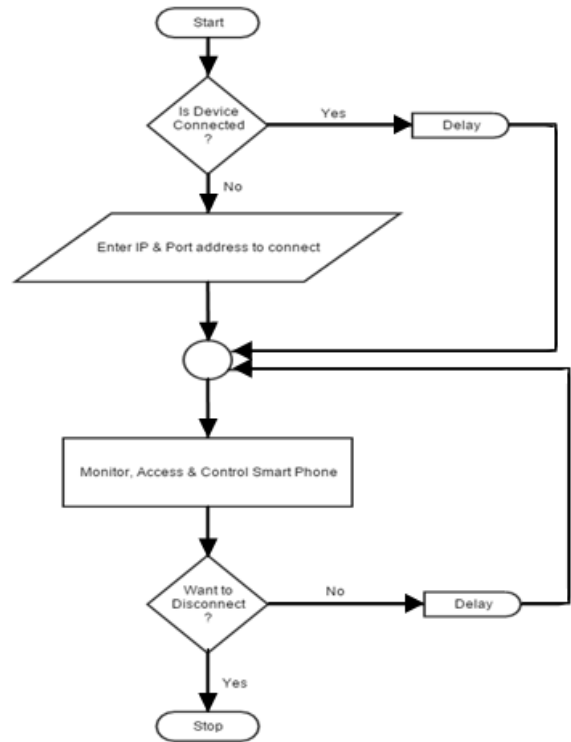 Start
Is Device
Connected
?
Yes
Delay
No
Enter IP & Port address to connect
Monitor, Access & Control Smart Phone
Want to
Disconnect
?
No
Delay
Yes
Stop